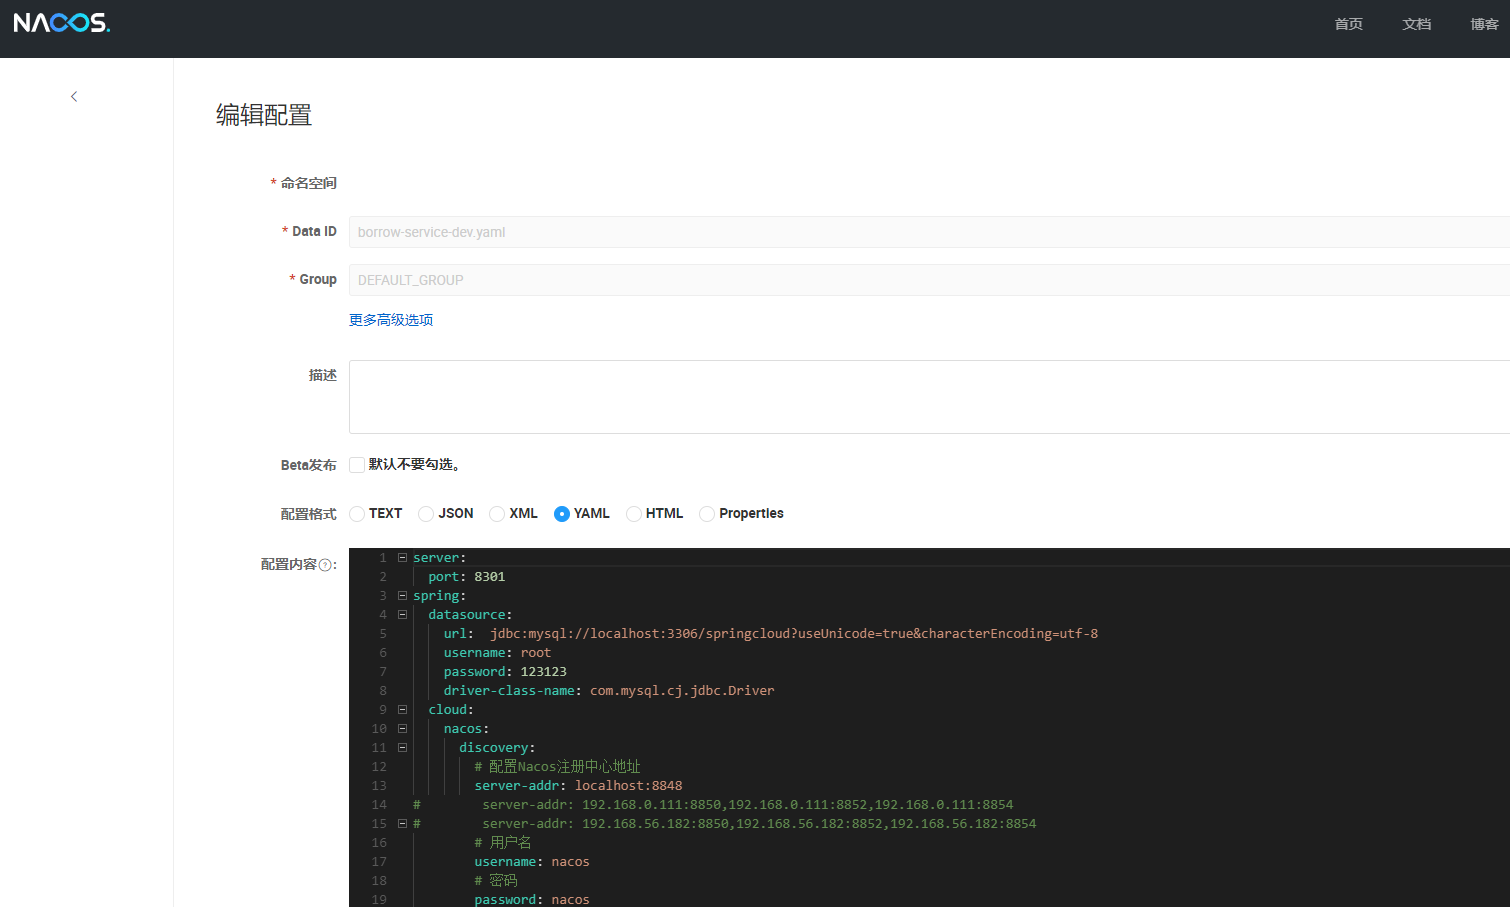 NACOS.
首页 文档 博客
编辑配置
* 命名空间
* Data ID borrow-service-dev.yaml
* Group DEFAULT_GROUP
更多高级选项
描述
Beta发布 默认不要勾选。
配置格式 TEXT JSON XML YAML HTML Properties
配置内容?:
1 server:
2 port: 8301
3 spring:
4 datasource:
5 url: jdbc:mysql://localhost:3306/springcloud?useUnicode=true&characterEncoding=utf-8
6 username: root
7 password: 123123
8 driver-class-name: com.mysql.cj.jdbc.Driver
9 cloud:
10 nacos:
11 discovery:
12 # 配置Nacos注册中心地址
13 server-addr: localhost:8848
14 # server-addr: 192.168.0.111:8850,192.168.0.111:8852,192.168.0.111:8854
15 # server-addr: 192.168.56.182:8850,192.168.56.182:8852,192.168.56.182:8854
16 # 用户名
17 username: nacos
18 # 密码
19 password: nacos